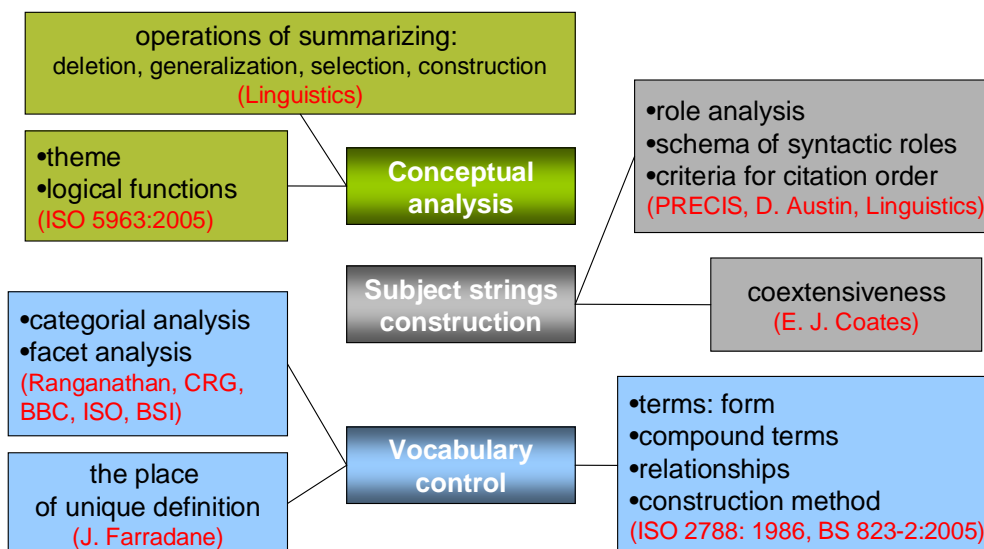 operations of summarizing:
deletion, generalization, selection, construction
(Linguistics)
•theme
•logical functions
(ISO 5963:2005)
Conceptual
analysis
•role analysis
•schema of syntactic roles
•criteria for citation order
(PRECIS, D. Austin, Linguistics)
Subject strings
construction
coextensiveness
(E. J. Coates)
•categorial analysis
•facet analysis
(Ranganathan, CRG,
BBC, ISO, BSI)
the place
of unique definition
(J. Farradane)
Vocabulary
control
•terms: form
•compound terms
•relationships
•construction method
(ISO 2788: 1986, BS 823-2:2005)